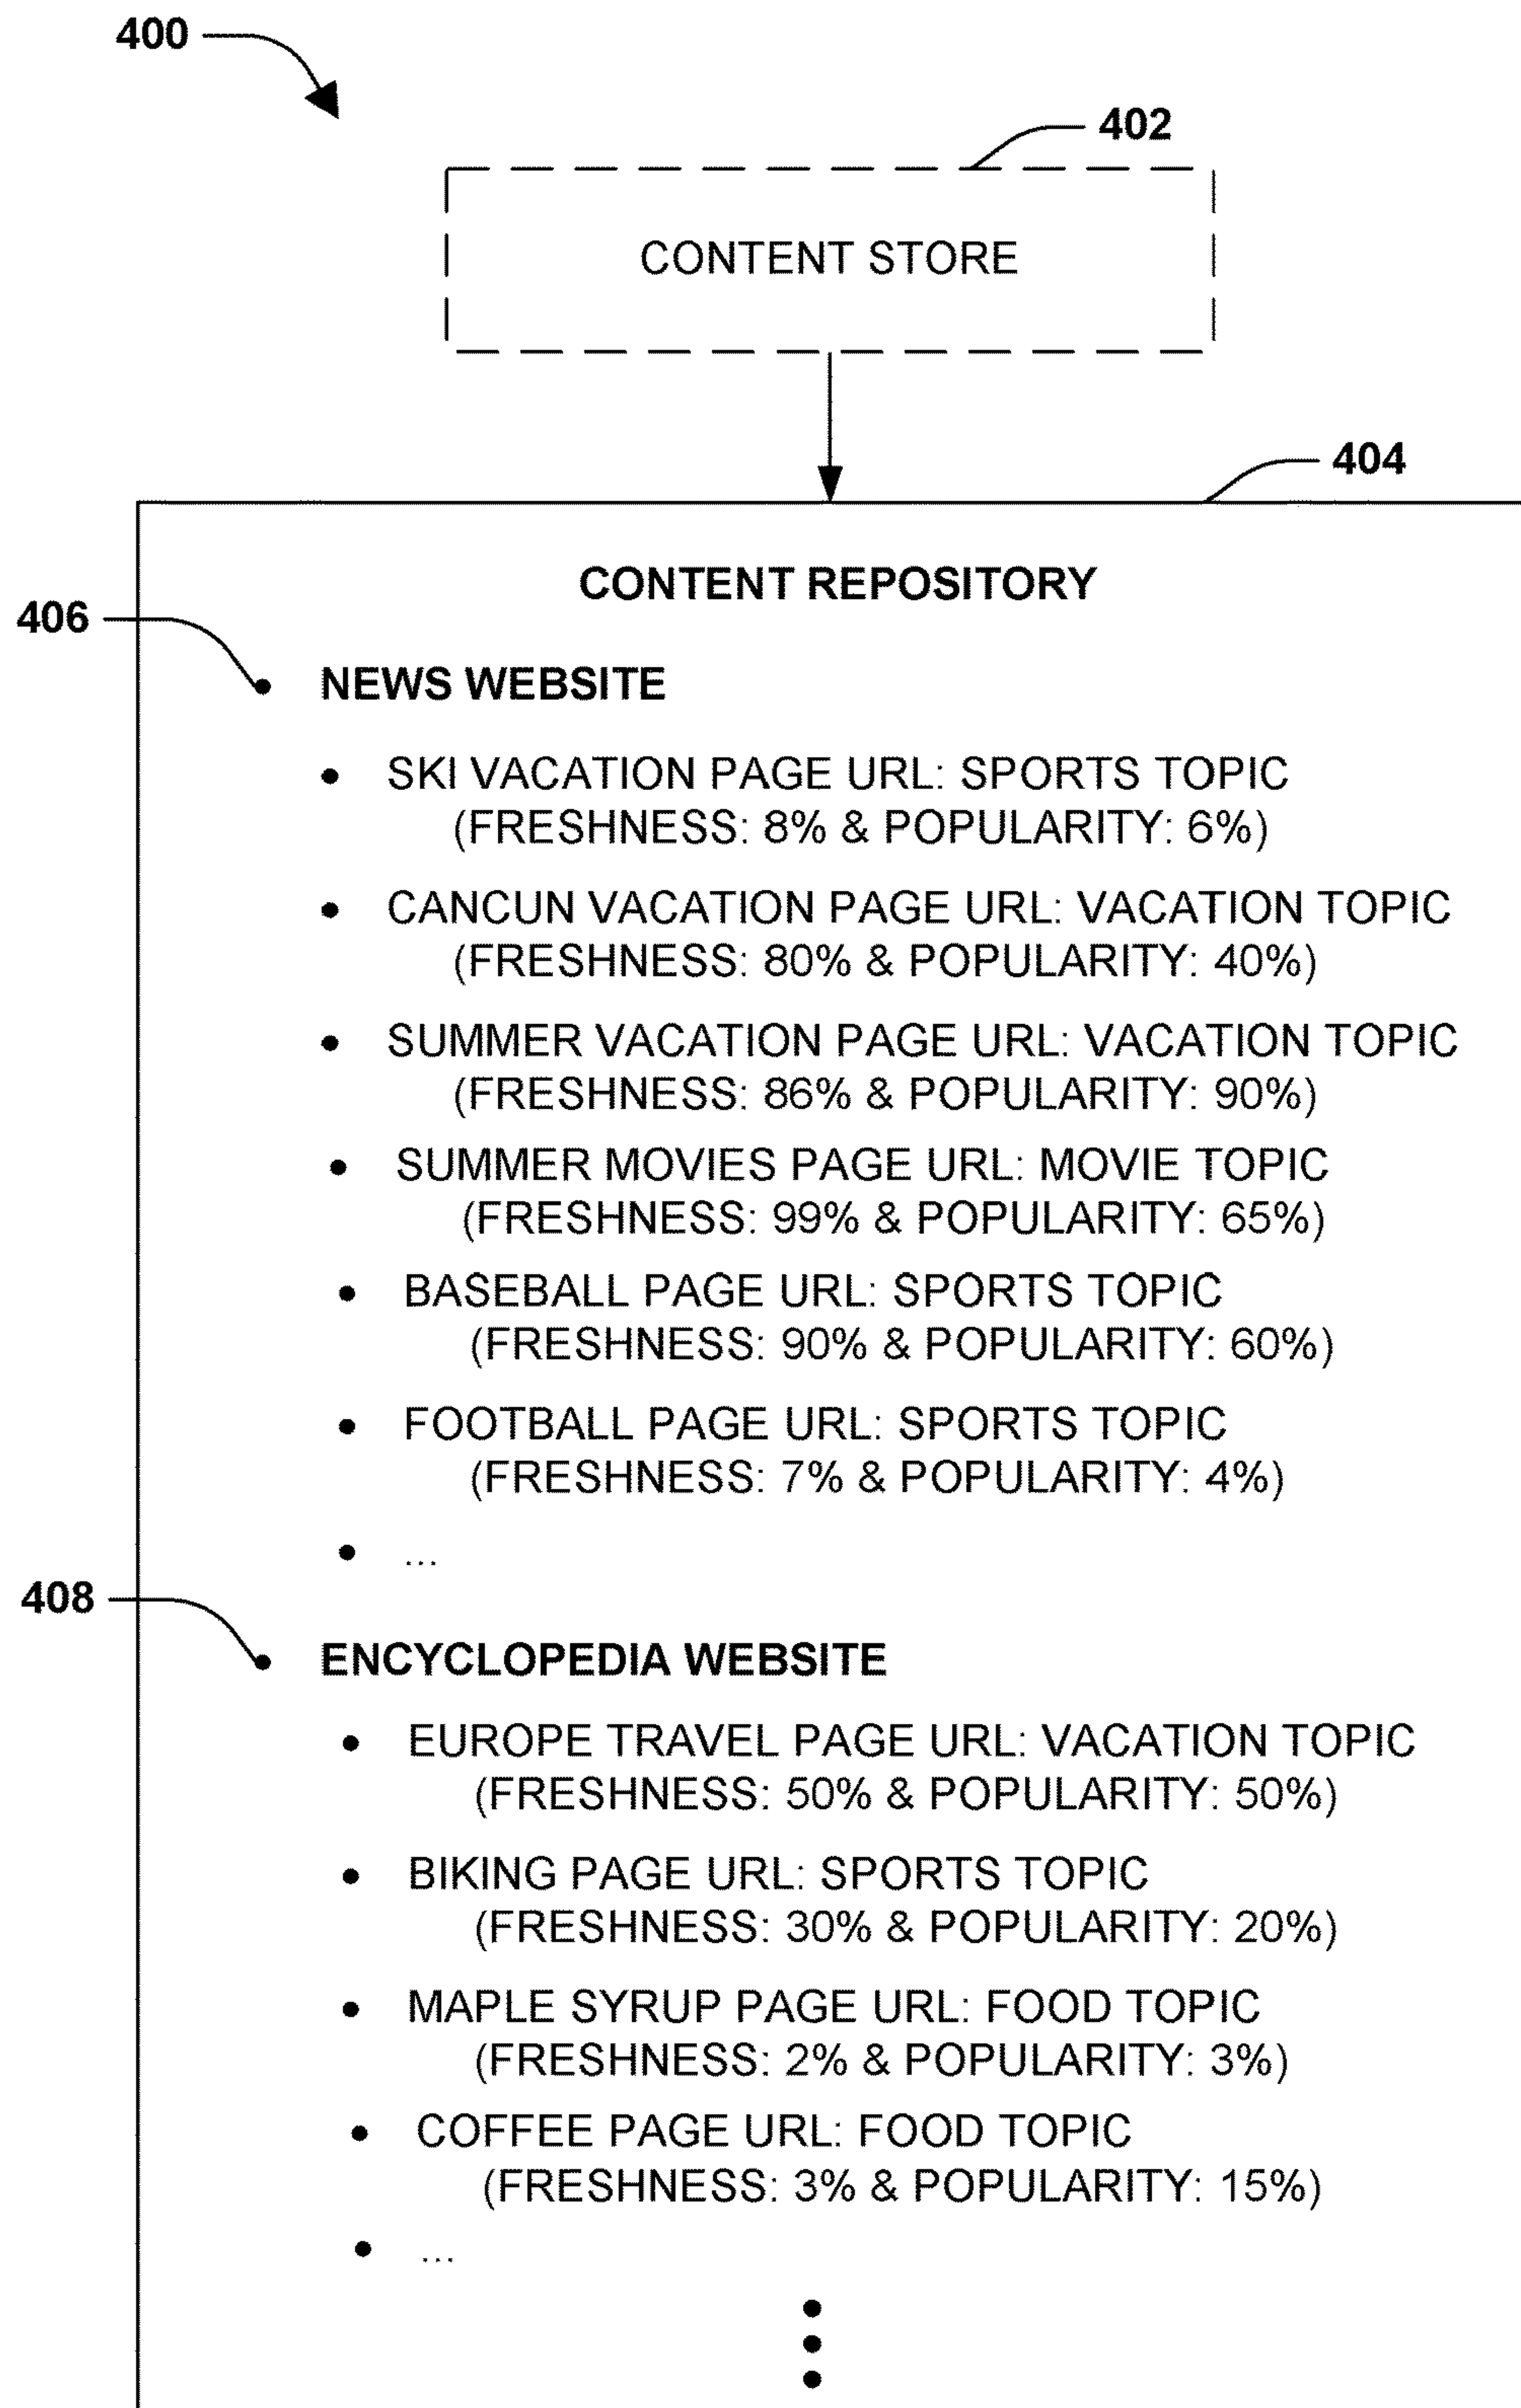 400
402
CONTENT STORE
404
CONTENT REPOSITORY
406
• NEWS WEBSITE
• SKI VACATION PAGE URL: SPORTS TOPIC
(FRESHNESS: 8% & POPULARITY: 6%)
• CANCUN VACATION PAGE URL: VACATION TOPIC
(FRESHNESS: 80% & POPULARITY: 40%)
• SUMMER VACATION PAGE URL: VACATION TOPIC
(FRESHNESS: 86% & POPULARITY: 90%)
• SUMMER MOVIES PAGE URL: MOVIE TOPIC
(FRESHNESS: 99% & POPULARITY: 65%)
• BASEBALL PAGE URL: SPORTS TOPIC
(FRESHNESS: 90% & POPULARITY: 60%)
• FOOTBALL PAGE URL: SPORTS TOPIC
(FRESHNESS: 7% & POPULARITY: 4%)
• ...
408
• ENCYCLOPEDIA WEBSITE
• EUROPE TRAVEL PAGE URL: VACATION TOPIC
(FRESHNESS: 50% & POPULARITY: 50%)
• BIKING PAGE URL: SPORTS TOPIC
(FRESHNESS: 30% & POPULARITY: 20%)
• MAPLE SYRUP PAGE URL: FOOD TOPIC
(FRESHNESS: 2% & POPULARITY: 3%)
• COFFEE PAGE URL: FOOD TOPIC
(FRESHNESS: 3% & POPULARITY: 15%)
• ...